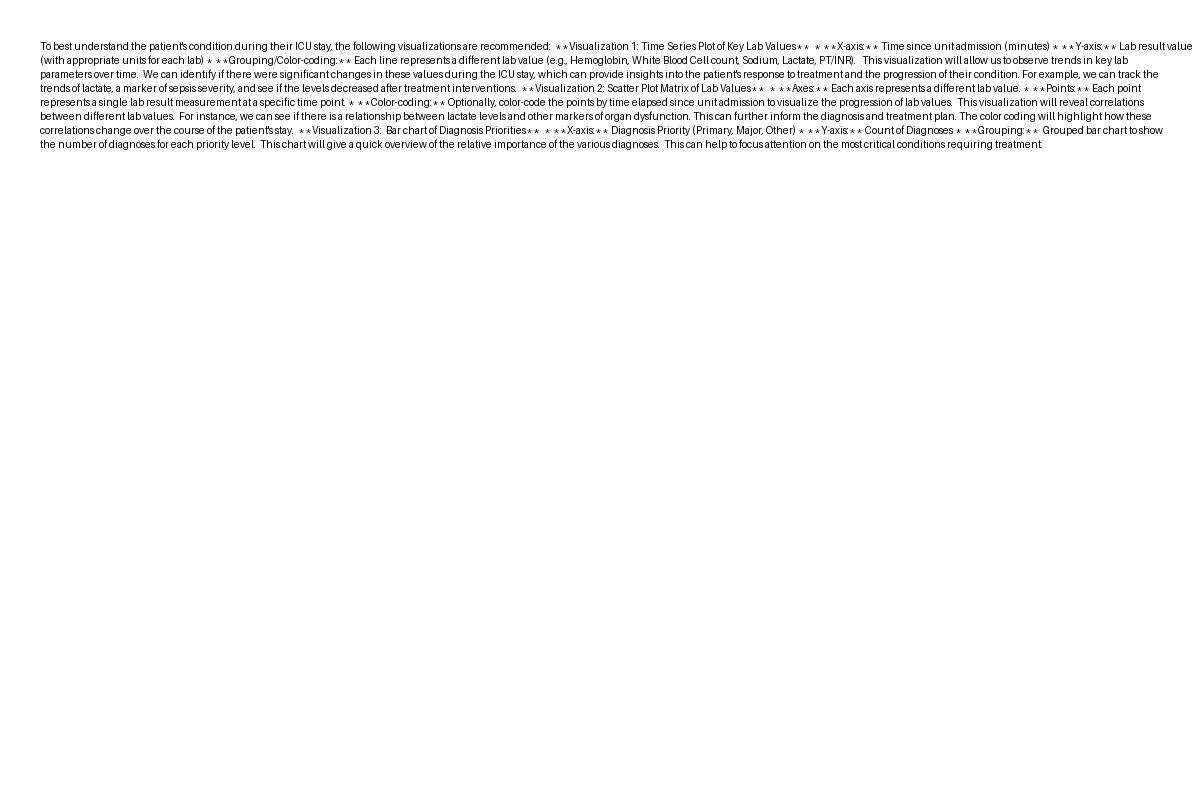 To best understand the patient's condition during their ICU stay, the following visualizations are recommended:  **Visualization 1: Time Series Plot of Key Lab Values**  * **X-axis:** Time since unit admission (minutes) * **Y-axis:** Lab result value
(with appropriate units for each lab) * **Grouping/Color-coding:** Each line represents a different lab value (e.g., Hemoglobin, White Blood Cell count, Sodium, Lactate, PT/INR).  This visualization will allow us to observe trends in key lab
parameters over time.  We can identify if there were significant changes in these values during the ICU stay, which can provide insights into the patient's response to treatment and the progression of their condition. For example, we can track the
trends of lactate, a marker of sepsis severity, and see if the levels decreased after treatment interventions.  **Visualization 2: Scatter Plot Matrix of Lab Values**  * **Axes:** Each axis represents a different lab value. * **Points:** Each point
represents a single lab result measurement at a specific time point. * **Color-coding:** Optionally, color-code the points by time elapsed since unit admission to visualize the progression of lab values.  This visualization will reveal correlations
between different lab values.  For instance, we can see if there is a relationship between lactate levels and other markers of organ dysfunction. This can further inform the diagnosis and treatment plan. The color coding will highlight how these
correlations change over the course of the patient's stay.  **Visualization 3:  Bar chart of Diagnosis Priorities**  * **X-axis:** Diagnosis Priority (Primary, Major, Other) * **Y-axis:** Count of Diagnoses * **Grouping:**  Grouped bar chart to show
the number of diagnoses for each priority level.  This chart will give a quick overview of the relative importance of the various diagnoses.  This can help to focus attention on the most critical conditions requiring treatment.